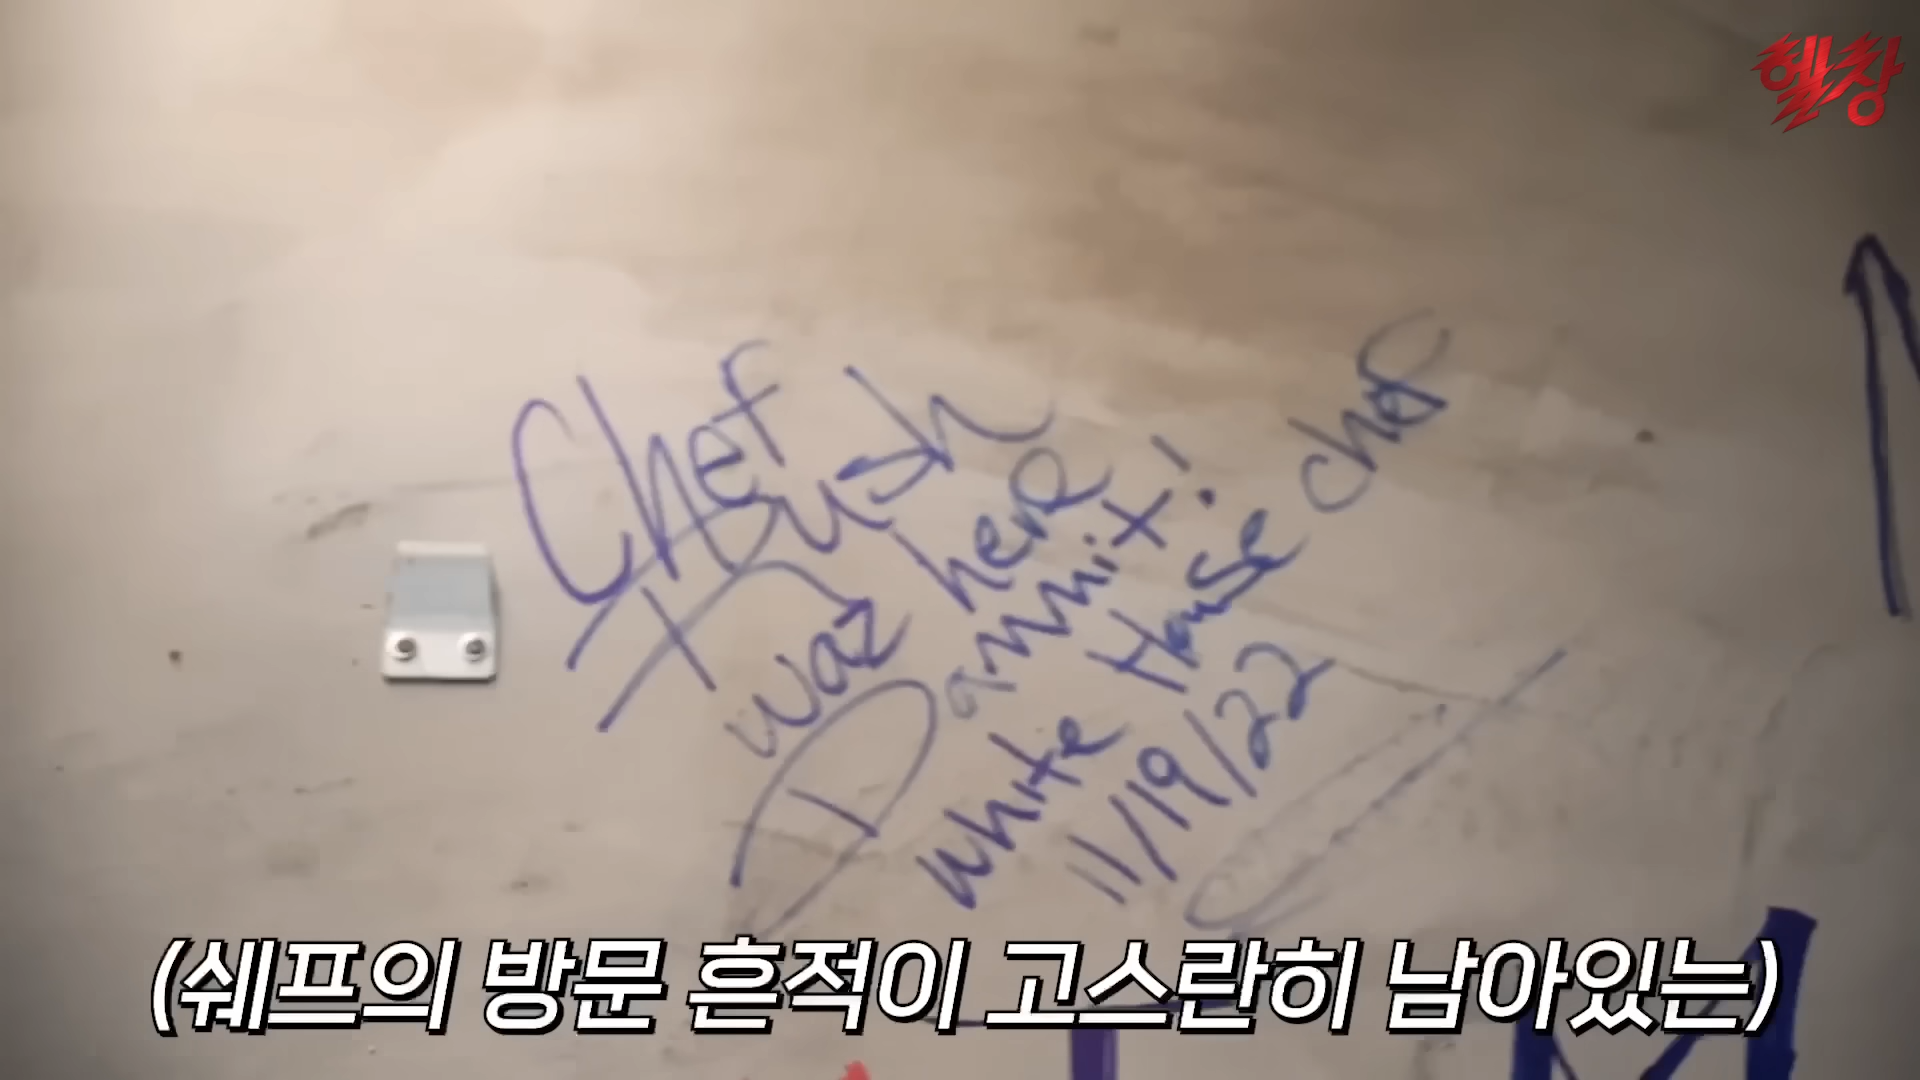 헬창
Chef Rush
waz here
Dammit!
White House chef
11/19/22
(쉐프의 방문 흔적이 고스란히 남아있는)